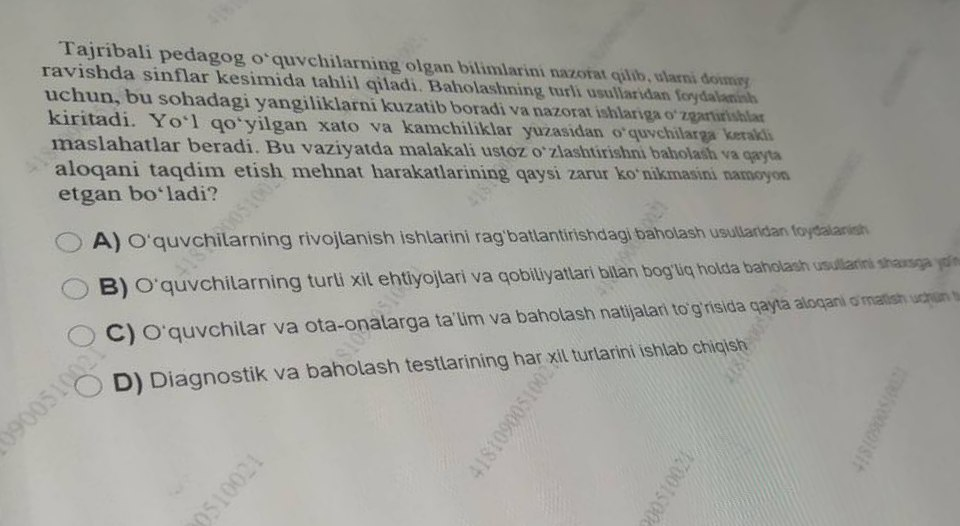 Tajribali pedagog o‘quvchilarning olgan bilimlarini nazorat qilib, ularni doimiy
ravishda sinflar kesimida tahlil qiladi. Baholashning turli usullaridan foydalanish
uchun, bu sohadagi yangiliklarni kuzatib boradi va nazorat ishlariga o‘zgartirishlar
kiritadi. Yo‘l qo‘yilgan xato va kamchiliklar yuzasidan o‘quvchilarga kerakli
maslahatlar beradi. Bu vaziyatda malakali ustoz o‘zlashtirishni baholash va qayta
aloqani taqdim etish mehnat harakatlarining qaysi zarur ko‘nikmasini namoyon
etgan bo‘ladi?
A) O'quvchilarning rivojlanish ishlarini rag'batlantirishdagi baholash usullaridan foydalanish
B) O'quvchilarning turli xil ehtiyojlari va qobiliyatlari bilan bog'liq holda baholash usullarini shaxsga
C) O'quvchilar va ota-onalarga ta'lim va baholash natijalari to'g'risida qayta aloqani o'rnatish uchun
D) Diagnostik va baholash testlarining har xil turlarini ishlab chiqish